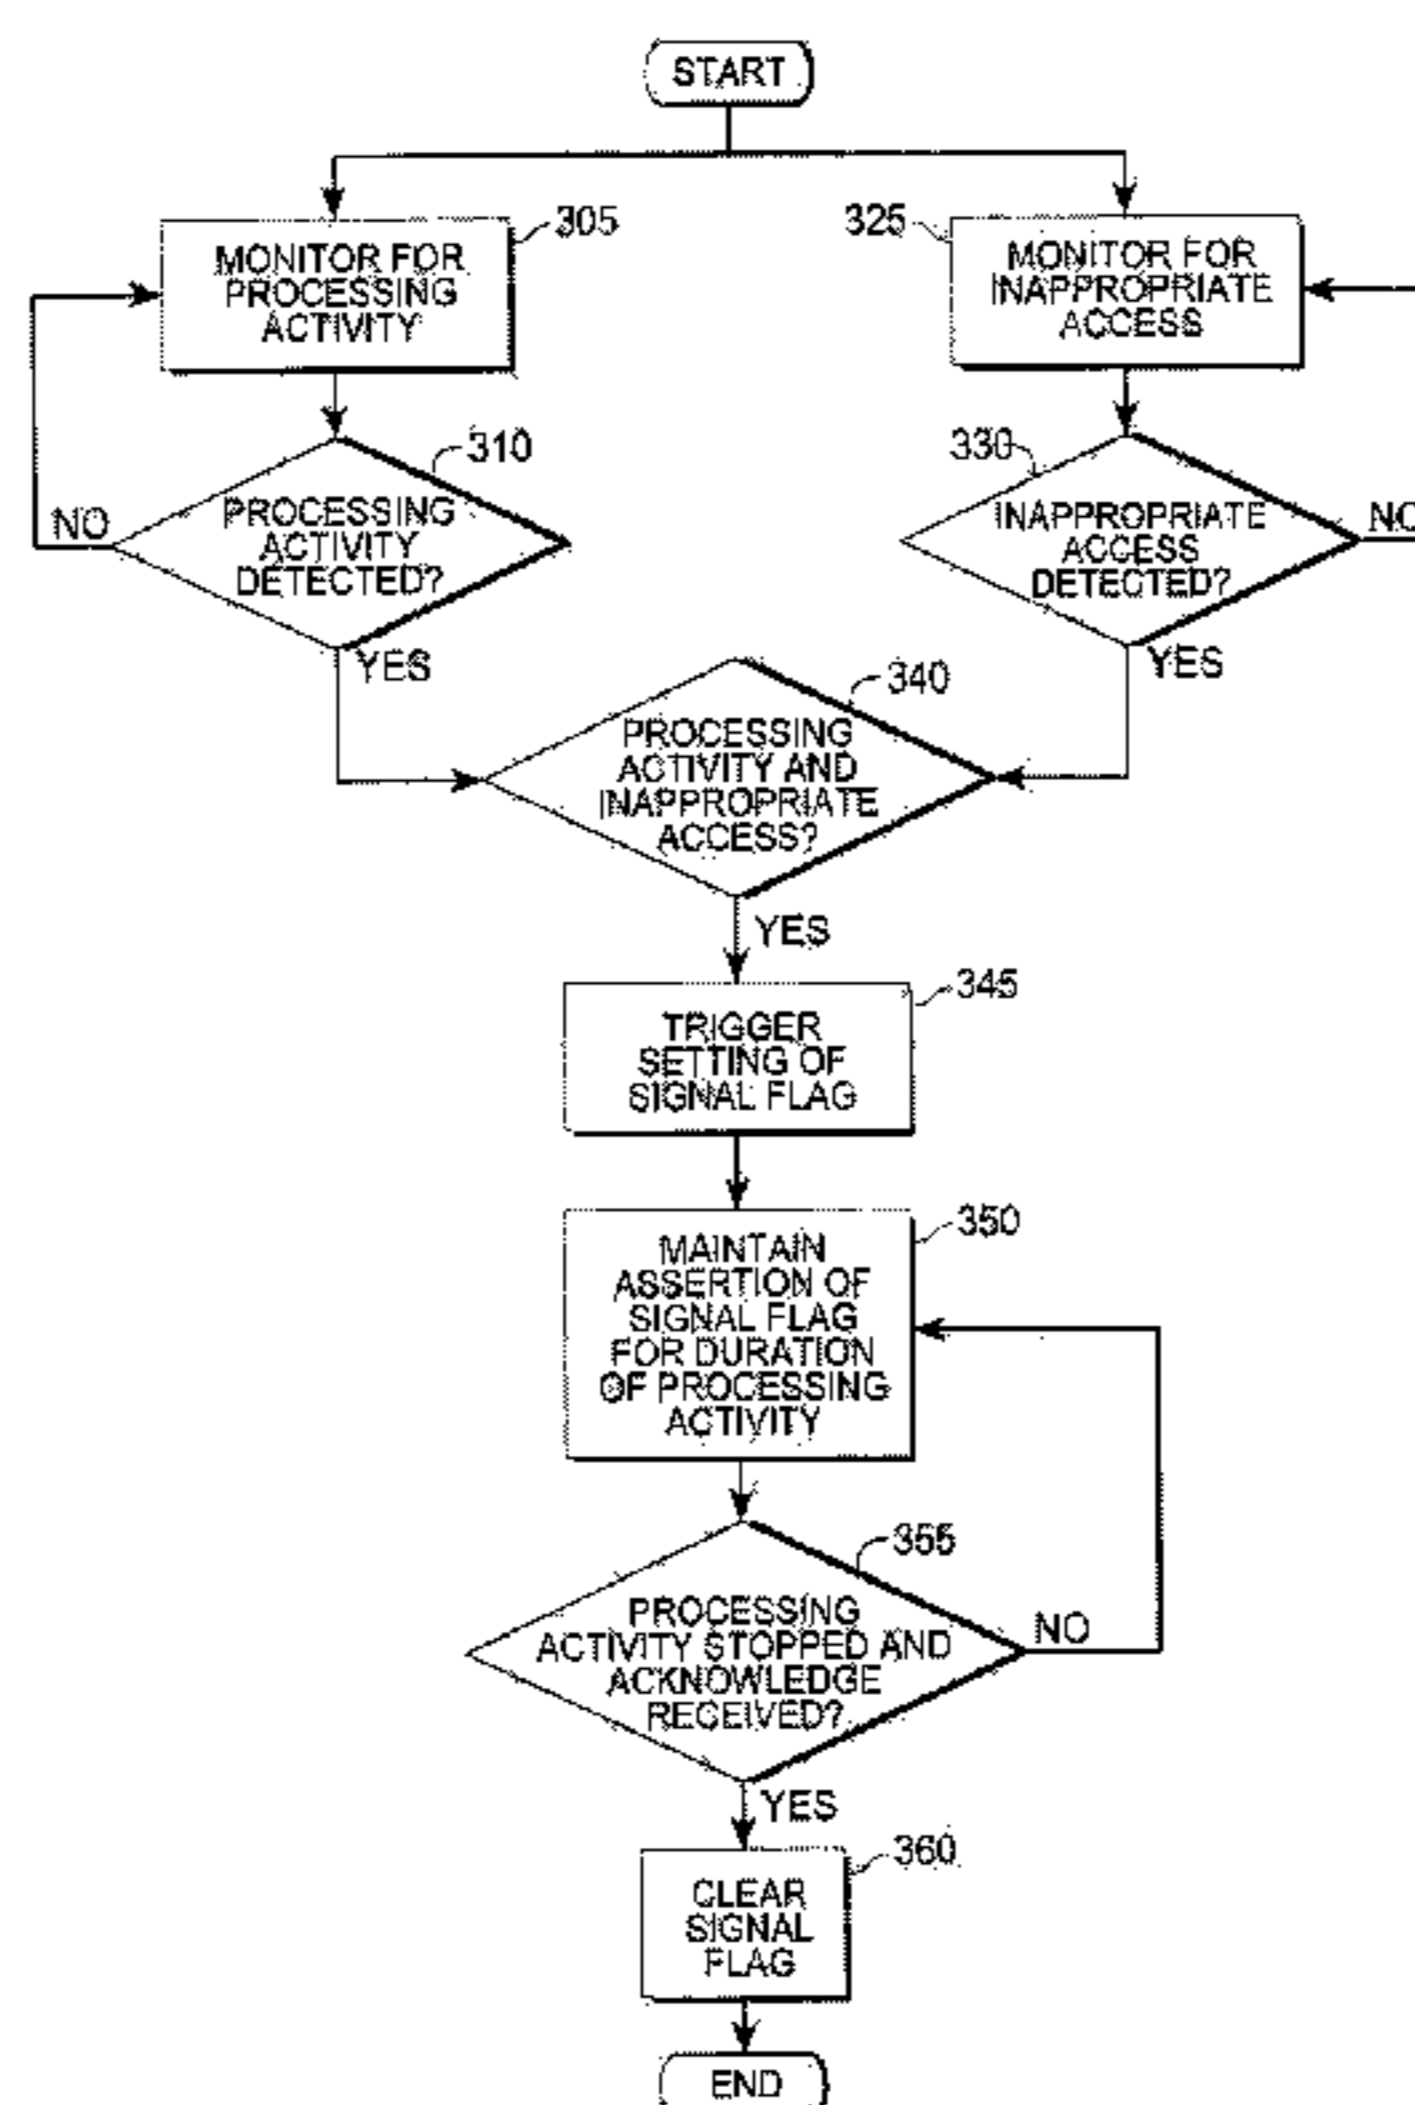 START
305
MONITOR FOR
PROCESSING
ACTIVITY
325
MONITOR FOR
INAPPROPRIATE
ACCESS
310
PROCESSING
ACTIVITY
DETECTED?
NO
YES
330
INAPPROPRIATE
ACCESS
DETECTED?
NO
YES
340
PROCESSING
ACTIVITY AND
INAPPROPRIATE
ACCESS?
YES
345
TRIGGER
SETTING OF
SIGNAL FLAG
350
MAINTAIN
ASSERTION OF
SIGNAL FLAG
FOR DURATION
OF PROCESSING
ACTIVITY
355
PROCESSING
ACTIVITY STOPPED AND
ACKNOWLEDGE
RECEIVED?
NO
YES
360
CLEAR
SIGNAL
FLAG
END